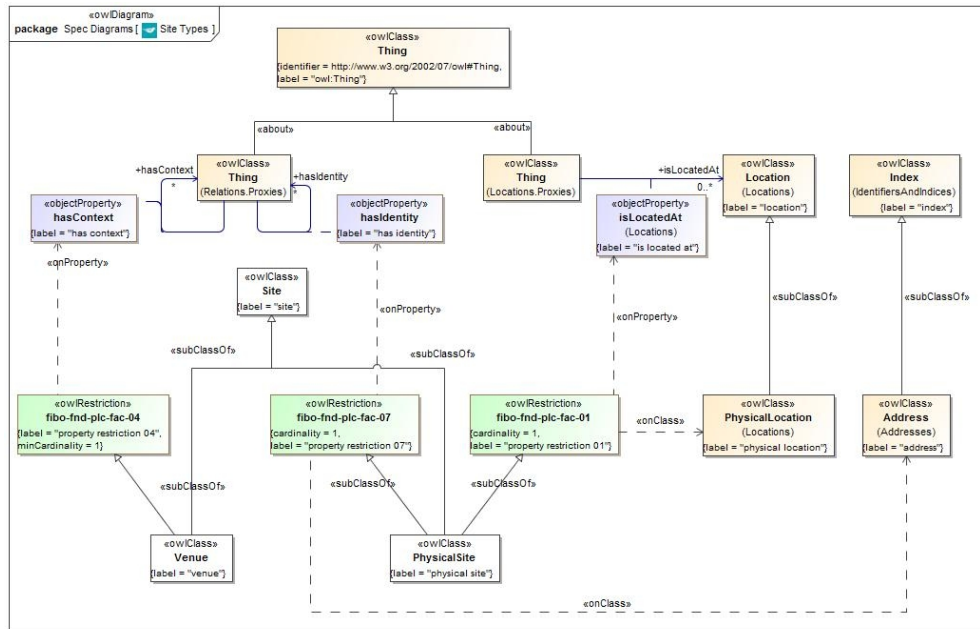 «owlDiagram»
package Spec Diagrams [ Site Types ]
«owlClass»
Thing
{identifier = http://www.w3.org/2002/07/owl#Thing,
label = "owl:Thing"}
«about»
«about»
+hasContext
*
«owlClass»
Thing
(Relations.Proxies)
+hasIdentity
*
«owlClass»
Thing
(Locations.Proxies)
+isLocatedAt
0..*
«owlClass»
Location
(Locations)
{label = "location"}
«owlClass»
Index
(IdentifiersAndIndices)
{label = "index"}
«objectProperty»
hasContext
{label = "has context"}
«objectProperty»
hasIdentity
{label = "has identity"}
«objectProperty»
isLocatedAt
(Locations)
{label = "is located at"}
«onProperty»
«owlClass»
Site
{label = "site"}
«onProperty»
«onProperty»
«subClassOf»
«subClassOf»
«subClassOf»
«subClassOf»
«owlRestriction»
fibo-fnd-plc-fac-04
{label = "property restriction 04",
minCardinality = 1}
«owlRestriction»
fibo-fnd-plc-fac-07
{cardinality = 1,
label = "property restriction 07"}
«owlRestriction»
fibo-fnd-plc-fac-01
{cardinality = 1,
label = "property restriction 01"}
«onClass»
«owlClass»
PhysicalLocation
(Locations)
{label = "physical location"}
«owlClass»
Address
(Addresses)
{label = "address"}
«subClassOf»
«subClassOf»
«subClassOf»
«owlClass»
Venue
{label = "venue"}
«owlClass»
PhysicalSite
{label = "physical site"}
«onClass»